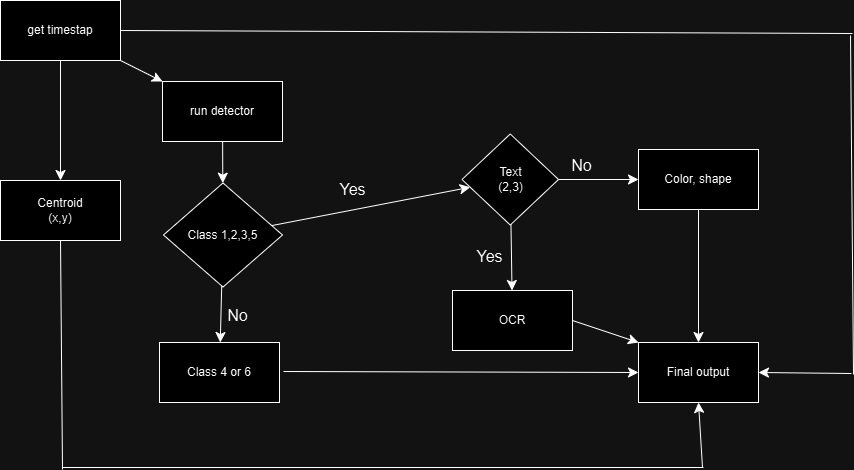 get timestap
run detector
Centroid
(x,y)
Class 1,2,3,5
Yes
Text
(2,3)
No
Color, shape
Yes
OCR
No
Class 4 or 6
Final output